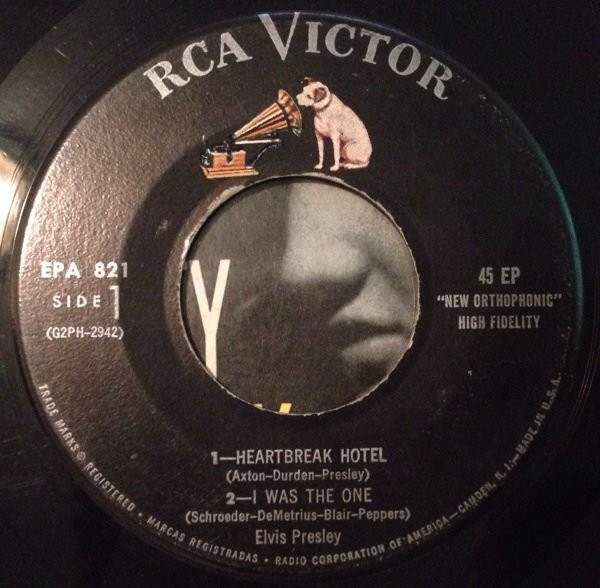 RCA VICTOR
EPA 821
SIDE 1
(G2PH-2942)
45 EP
"NEW ORTHOPHONIC"
HIGH FIDELITY
Y
1—HEARTBREAK HOTEL
(Axton-Durden-Presley)
2—I WAS THE ONE
(Schroeder-DeMetrius-Blair-Peppers)
Elvis Presley
TRADE MARKS ® REGISTERED • MARCAS REGISTRADAS • RADIO CORPORATION OF AMERICA—CAMDEN, N. J.—MADE IN U.S.A.